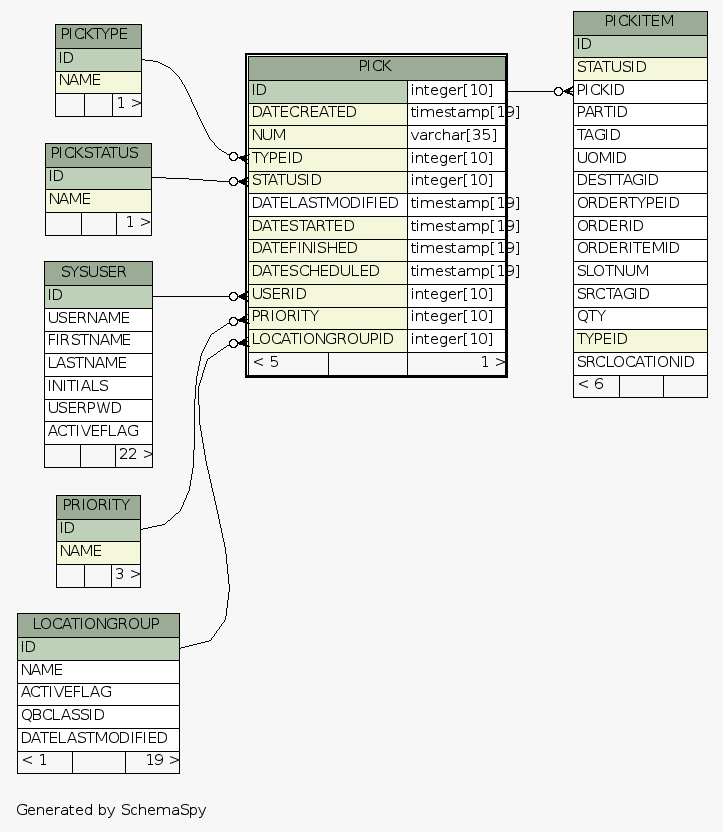 PICKTYPE
ID
NAME
1 >
PICKSTATUS
ID
NAME
1 >
SYSUSER
ID
USERNAME
FIRSTNAME
LASTNAME
INITIALS
USERPWD
ACTIVEFLAG
22 >
PRIORITY
ID
NAME
3 >
LOCATIONGROUP
ID
NAME
ACTIVEFLAG
QBCLASSID
DATELASTMODIFIED
< 1 19 >
PICK
ID integer[10]
DATECREATED timestamp[19]
NUM varchar[35]
TYPEID integer[10]
STATUSID integer[10]
DATELASTMODIFIED timestamp[19]
DATESTARTED timestamp[19]
DATEFINISHED timestamp[19]
DATESCHEDULED timestamp[19]
USERID integer[10]
PRIORITY integer[10]
LOCATIONGROUPID integer[10]
< 5 1 >
PICKITEM
ID
STATUSID
PICKID
PARTID
TAGID
UOMID
DESTTAGID
ORDERTYPEID
ORDERID
ORDERITEMID
SLOTNUM
SRCTAGID
QTY
TYPEID
SRCLOCATIONID
< 6
Generated by SchemaSpy